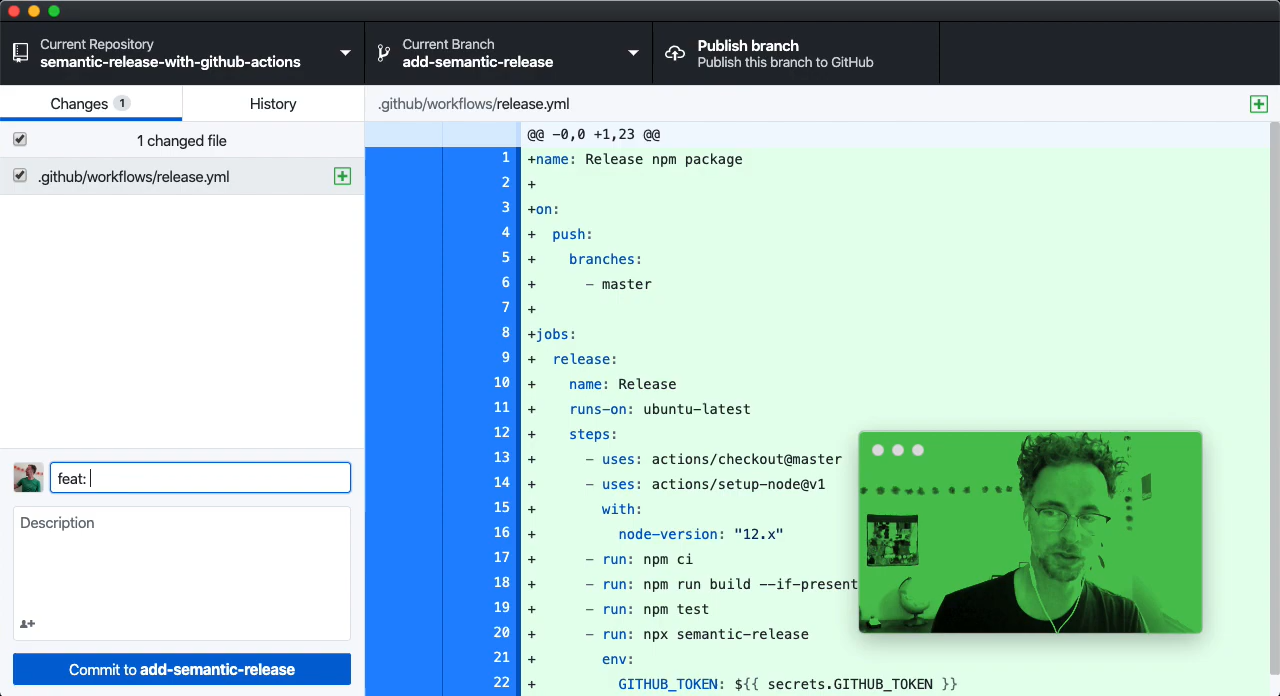 Current Repository
semantic-release-with-github-actions
Current Branch
add-semantic-release
Publish branch
Publish this branch to GitHub
Changes 1
History
.github/workflows/release.yml
1 changed file
.github/workflows/release.yml
feat:
Description
Commit to add-semantic-release
@@ -0,0 +1,23 @@
1 +name: Release npm package
2 +
3 +on:
4 + push:
5 + branches:
6 + - master
7 +
8 +jobs:
9 + release:
10 + name: Release
11 + runs-on: ubuntu-latest
12 + steps:
13 + - uses: actions/checkout@master
14 + - uses: actions/setup-node@v1
15 + with:
16 + node-version: "12.x"
17 + - run: npm ci
18 + - run: npm run build --if-present
19 + - run: npm test
20 + - run: npx semantic-release
21 + env:
22 + GITHUB_TOKEN: ${{ secrets.GITHUB_TOKEN }}